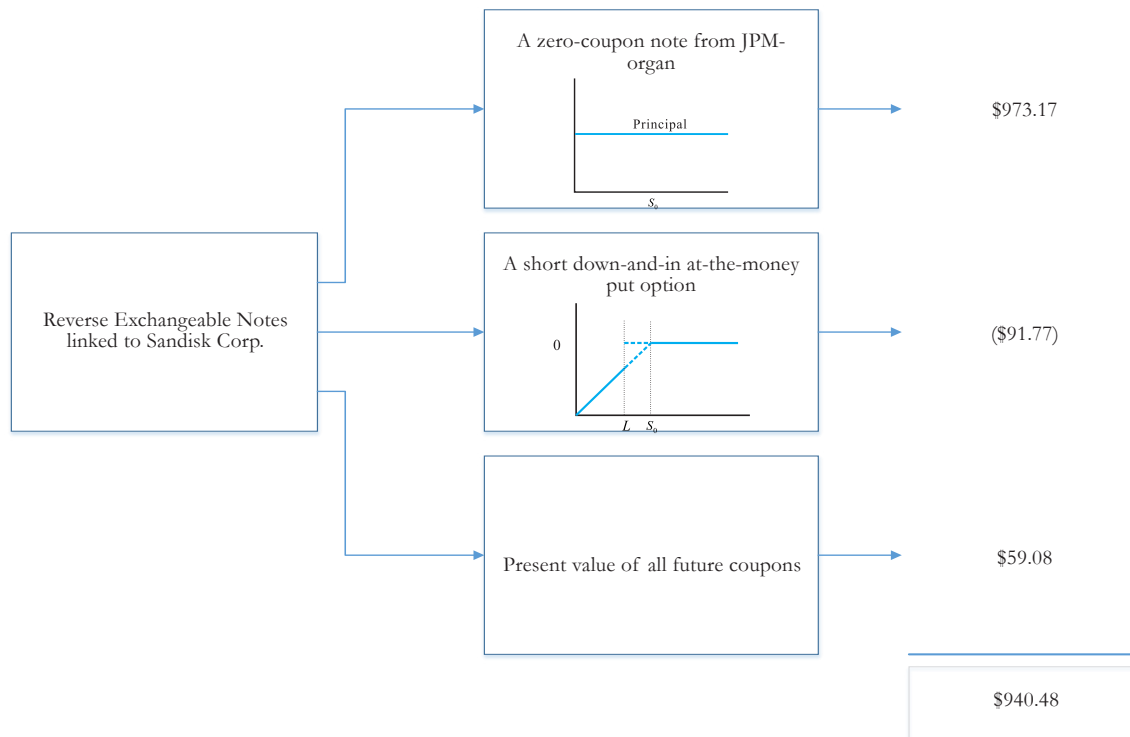 A zero-coupon note from JPM-
organ
Principal
S₀
$973.17
Reverse Exchangeable Notes
linked to Sandisk Corp.
A short down-and-in at-the-money
put option
0
L S₀
($91.77)
Present value of all future coupons
$59.08
$940.48